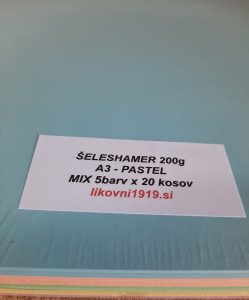 ŠELESHAMER 200g
A3 - PASTEL
MIX 5barv x 20 kosov
likovni1919.si